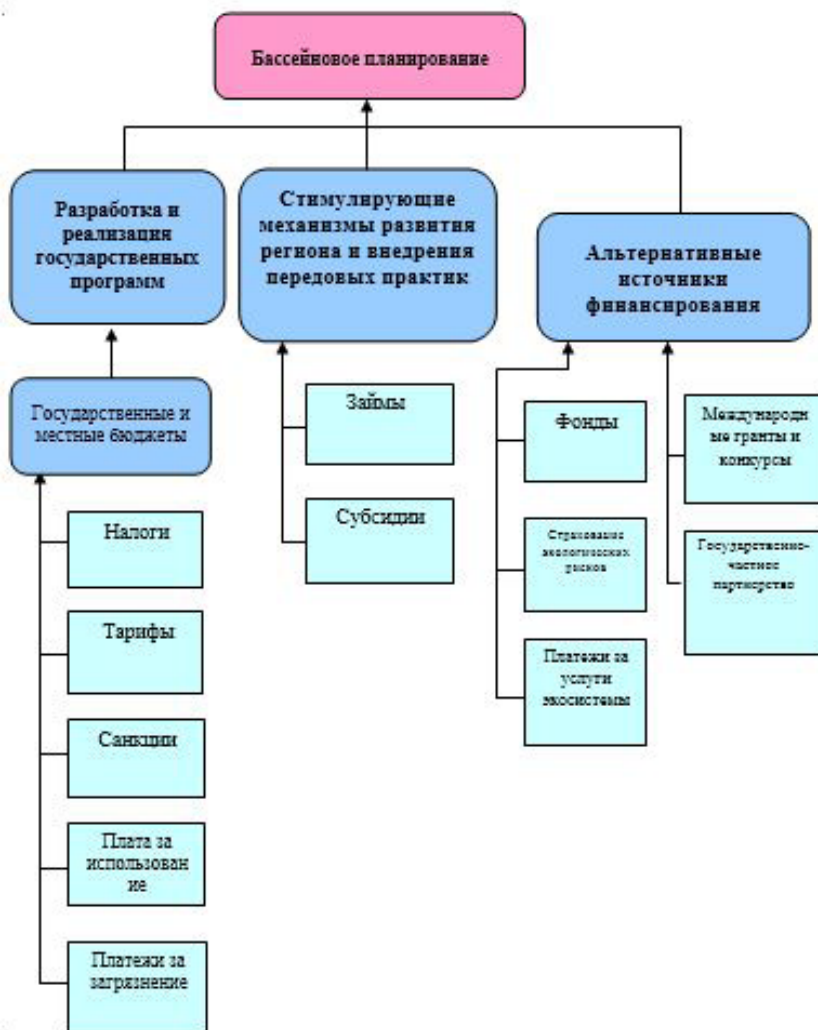 Бассейновое планирование
Разработка и
реализация
государственных
программ
Стимулирующие
механизмы развития
региона и внедрения
передовых практик
Альтернативные
источники
финансирования
Государственные и
местные бюджеты
Налоги
Тарифы
Санкции
Плата за
использован
ие
Платежи за
загрязнение
Займы
Субсидии
Фонды
Страхование
экологических
рисков
Платежи за
услуги
экосистемы
Международн
ые гранты и
конкурсы
Государственно-
частное
партнерство